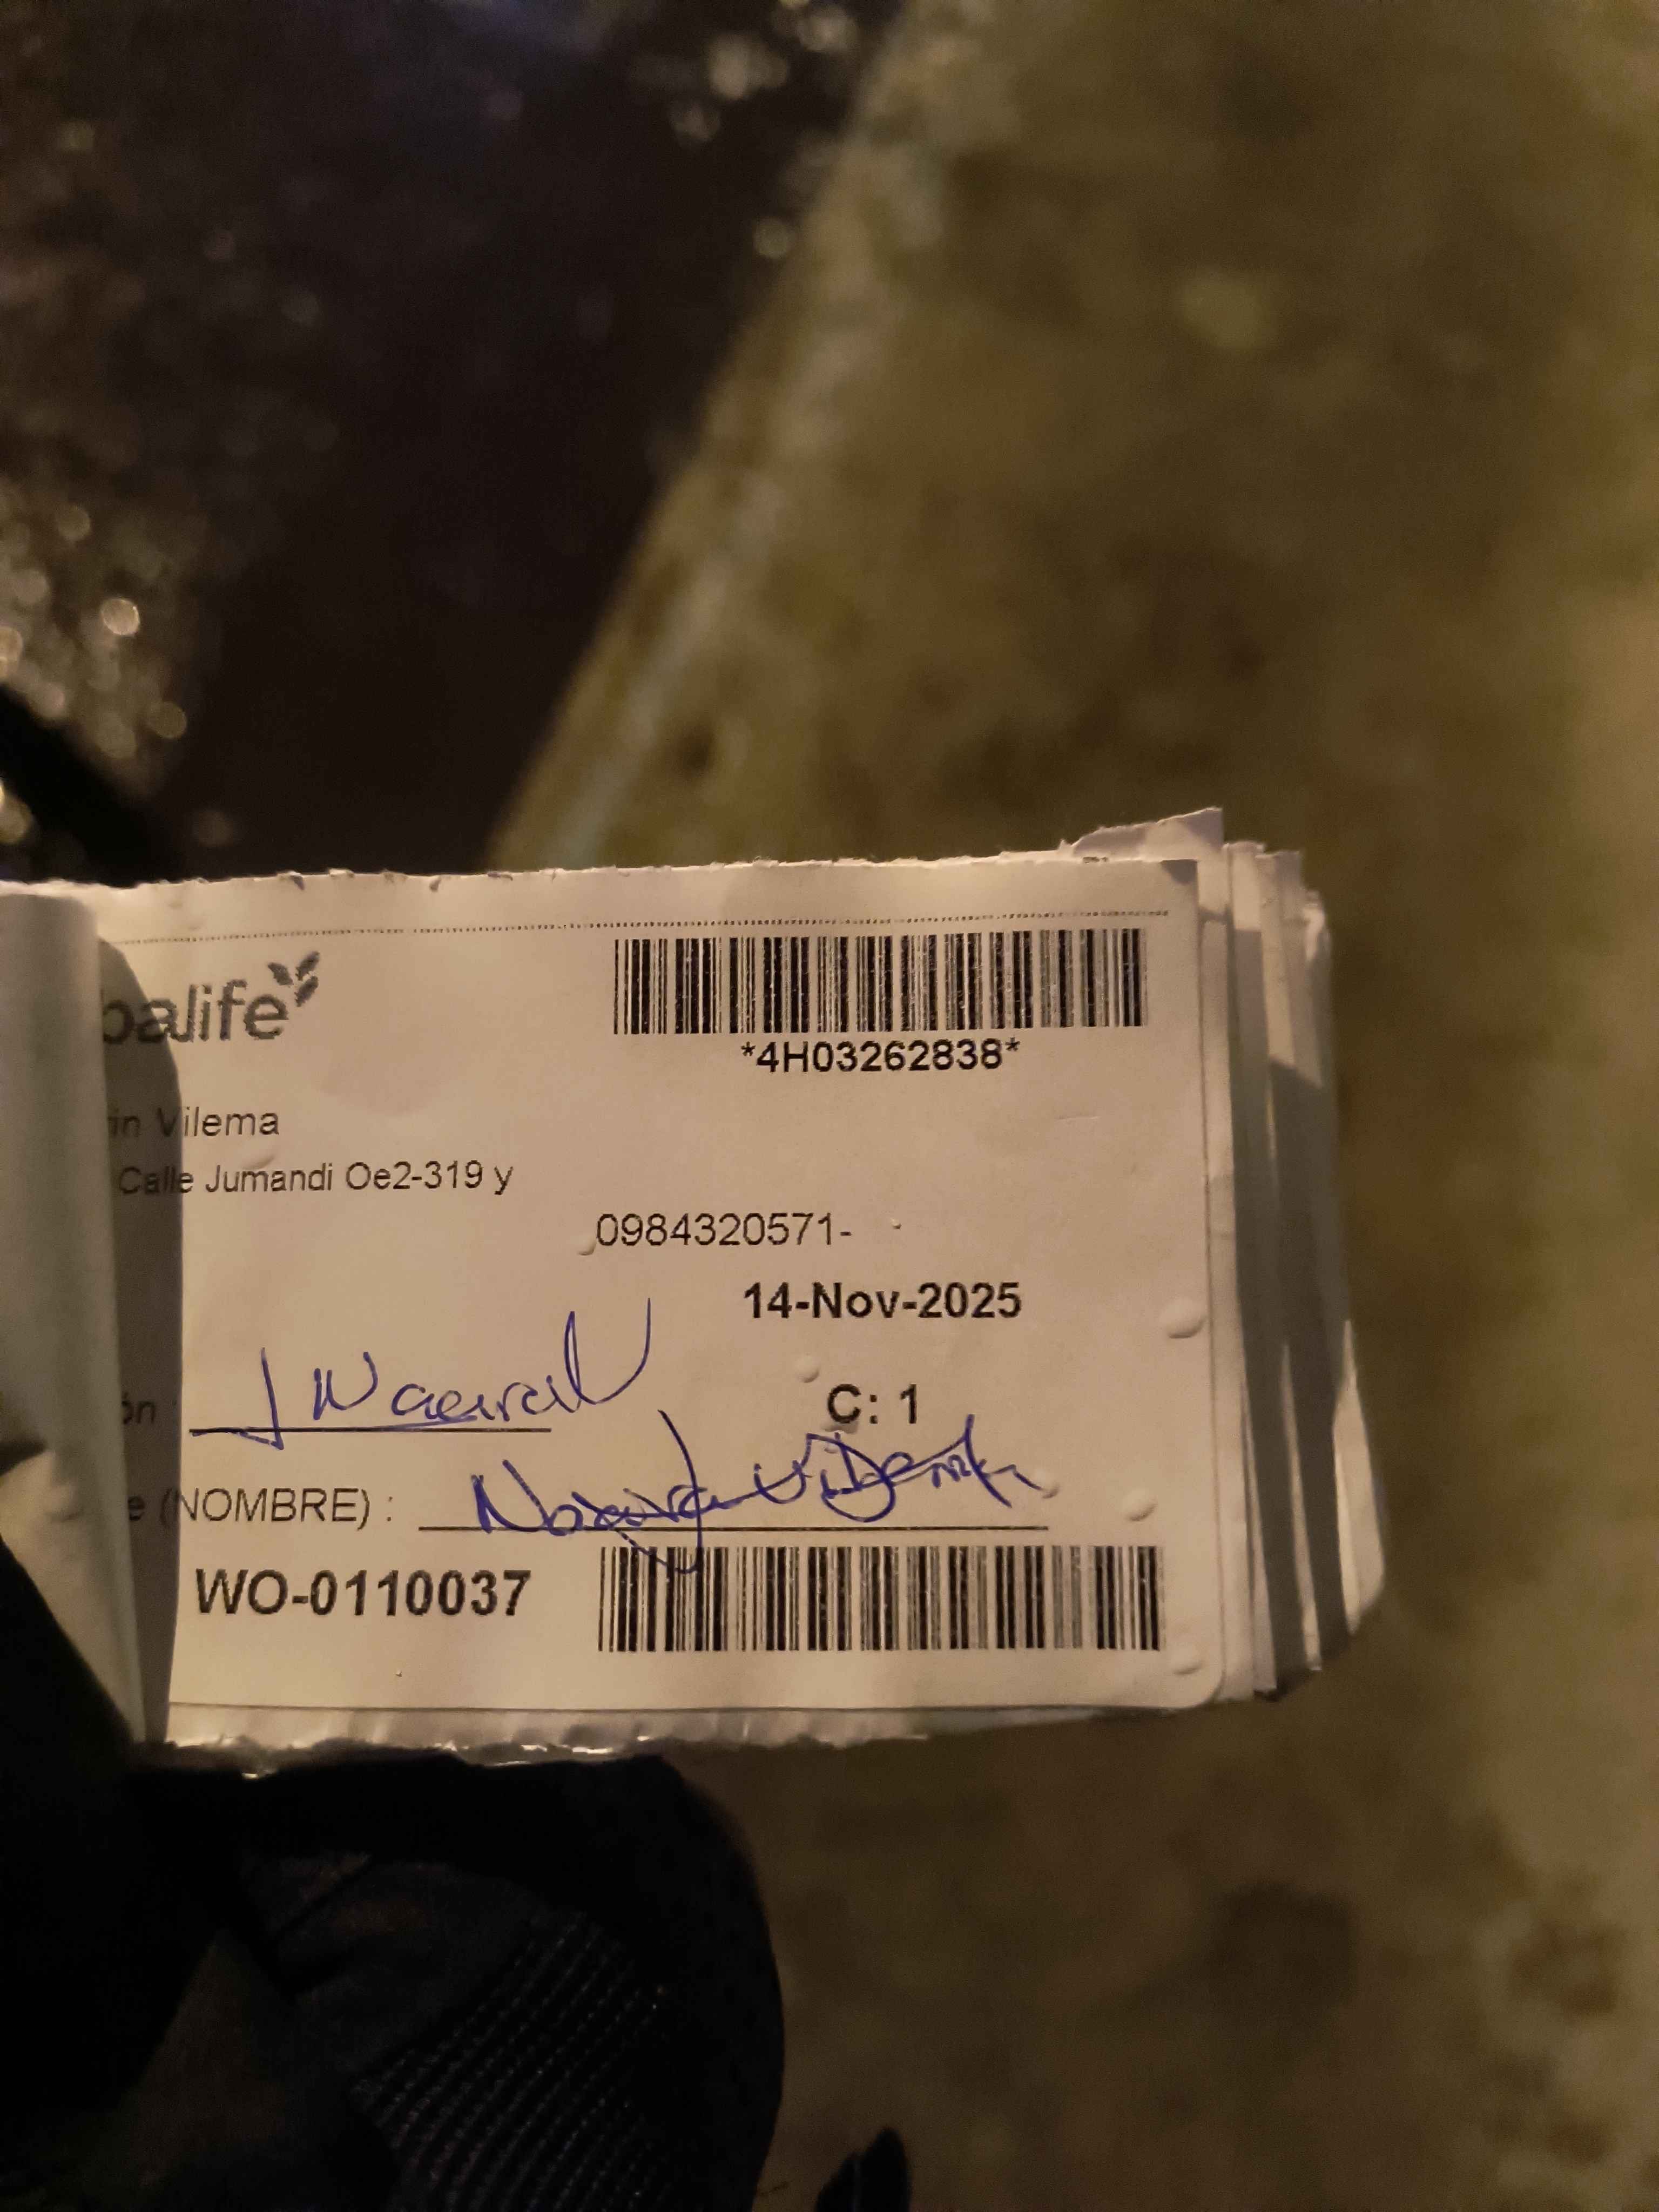 balife
*4H03262838*
in Vilema
Calle Jumandi Oe2-319 y
0984320571-
14-Nov-2025
ón
C: 1
e (NOMBRE) :
WO-0110037